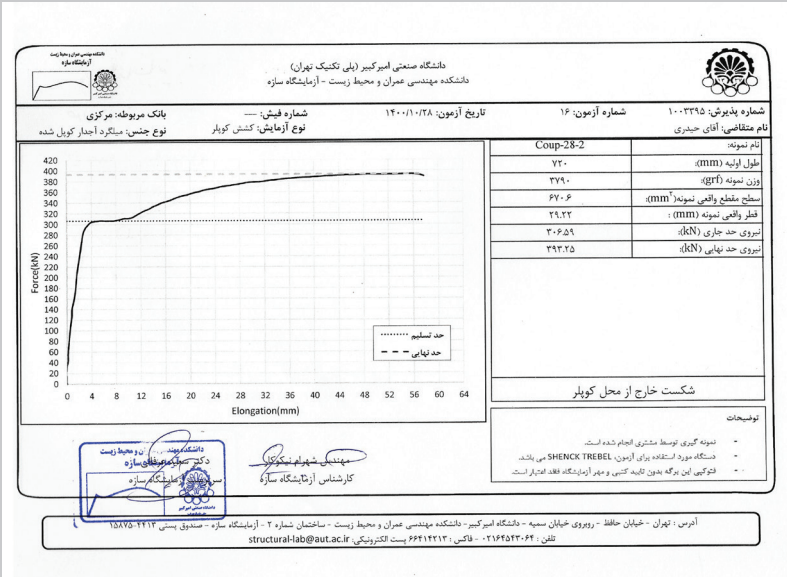 دانشکده مهندسی عمران و محیط زیست
آزمایشگاه سازه
دانشگاه صنعتی امیرکبیر (پلی تکنیک تهران)
دانشکده مهندسی عمران و محیط زیست - آزمایشگاه سازه
شماره پذیرش: ۱۰۰۳۳۹۵
شماره آزمون: ۱۶
تاریخ آزمون: ۱۴۰۰/۱۰/۲۸
شماره فیش: ---
بانک مربوطه: مرکزی
نام متقاضی: آقای حیدری
نوع آزمایش: کشش کوپلر
نوع جنس: میلگرد آجدار کوپل شده
نام نمونه: Coup-28-2
طول اولیه (mm): ۷۲۰
وزن نمونه (grf): ۳۷۹۰
سطح مقطع واقعی نمونه(mm²): ۶۷۰.۶
قطر واقعی نمونه (mm) : ۲۹.۲۲
نیروی حد جاری (kN): ۳۰۶.۵۹
نیروی حد نهایی (kN): ۳۹۳.۲۵
شکست خارج از محل کوپلر
420
400
380
360
340
320
300
280
260
240
220
200
180
160
140
120
100
80
60
40
20
0
Force(kN)
0 4 8 12 16 20 24 28 32 36 40 44 48 52 56 60 64
Elongation(mm)
حد تسلیم
حد نهایی
توضیحات
- نمونه گیری توسط مشتری انجام شده است.
- دستگاه مورد استفاده برای آزمون، SHENCK TREBEL می باشد.
- فتوکپی این برگه بدون تایید کتبی و مهر آزمایشگاه فاقد اعتبار است.
مهندس شهرام نیکوکار
کارشناس آزمایشگاه سازه
دکتر
سرپرست آزمایشگاه سازه
آدرس : تهران - خیابان حافظ - روبروی خیابان سمیه - دانشگاه امیرکبیر - دانشکده مهندسی عمران و محیط زیست - ساختمان شماره ۲ - آزمایشگاه سازه - صندوق پستی ۴۴۱۳-۱۵۸۷۵
تلفن : ۰۲۱۶۴۵۴۳۰۶۴ - فاکس : ۶۶۴۱۴۲۱۳ پست الکترونیکی: structural-lab@aut.ac.ir